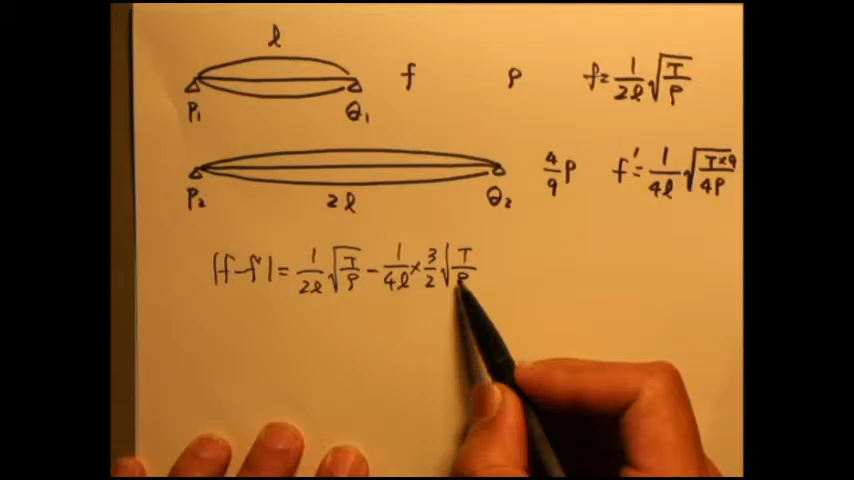 l
f ρ f=1/2l √T/ρ
P₁ Q₁
4/9 ρ f'=1/4l √T×9/4ρ
P₂ 2l Q₂
|f-f'|=1/2l √T/ρ - 1/4l × 3/2 √T/ρ